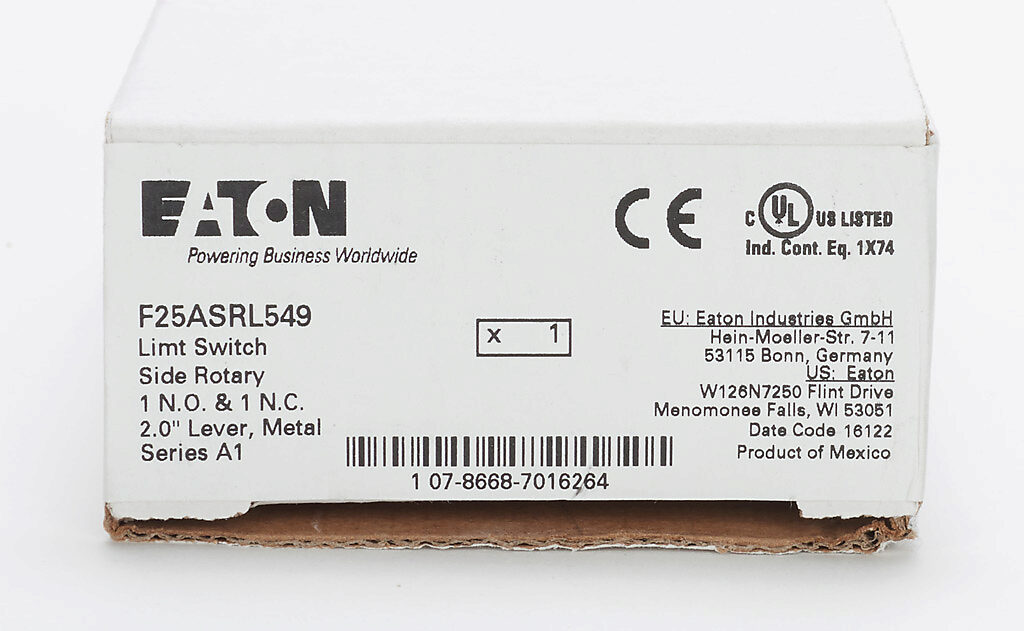 EATON
Powering Business Worldwide
CE
C UL US LISTED
Ind. Cont. Eq. 1X74
F25ASRL549
Limt Switch
Side Rotary
1 N.O. & 1 N.C.
2.0" Lever, Metal
Series A1
x 1
1 07-8668-7016264
EU: Eaton Industries GmbH
Hein-Moeller-Str. 7-11
53115 Bonn, Germany
US: Eaton
W126N7250 Flint Drive
Menomonee Falls, WI 53051
Date Code 16122
Product of Mexico